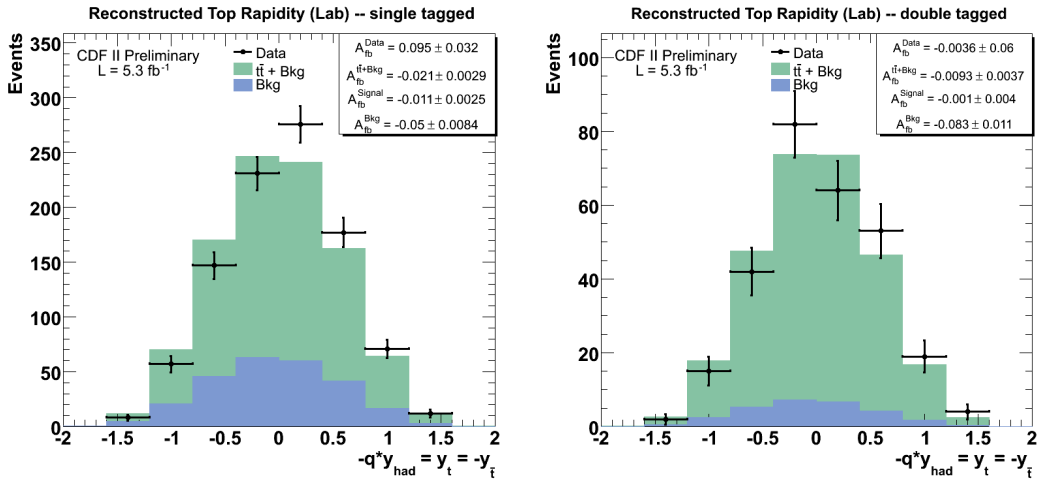 Reconstructed Top Rapidity (Lab) -- single tagged
Events
350
300
250
200
150
100
50
0
CDF II Preliminary
L = 5.3 fb⁻¹
Data
tt̄ + Bkg
Bkg
A_fb^Data = 0.095 ± 0.032
A_fb^tt̄+Bkg = -0.021 ± 0.0029
A_fb^Signal = -0.011 ± 0.0025
A_fb^Bkg = -0.05 ± 0.0084
-2 -1.5 -1 -0.5 0 0.5 1 1.5 2
-q*y_had = y_t = -y_t̄
Reconstructed Top Rapidity (Lab) -- double tagged
Events
100
80
60
40
20
0
CDF II Preliminary
L = 5.3 fb⁻¹
Data
tt̄ + Bkg
Bkg
A_fb^Data = -0.0036 ± 0.06
A_fb^tt̄+Bkg = -0.0093 ± 0.0037
A_fb^Signal = -0.001 ± 0.004
A_fb^Bkg = -0.083 ± 0.011
-2 -1.5 -1 -0.5 0 0.5 1 1.5 2
-q*y_had = y_t = -y_t̄